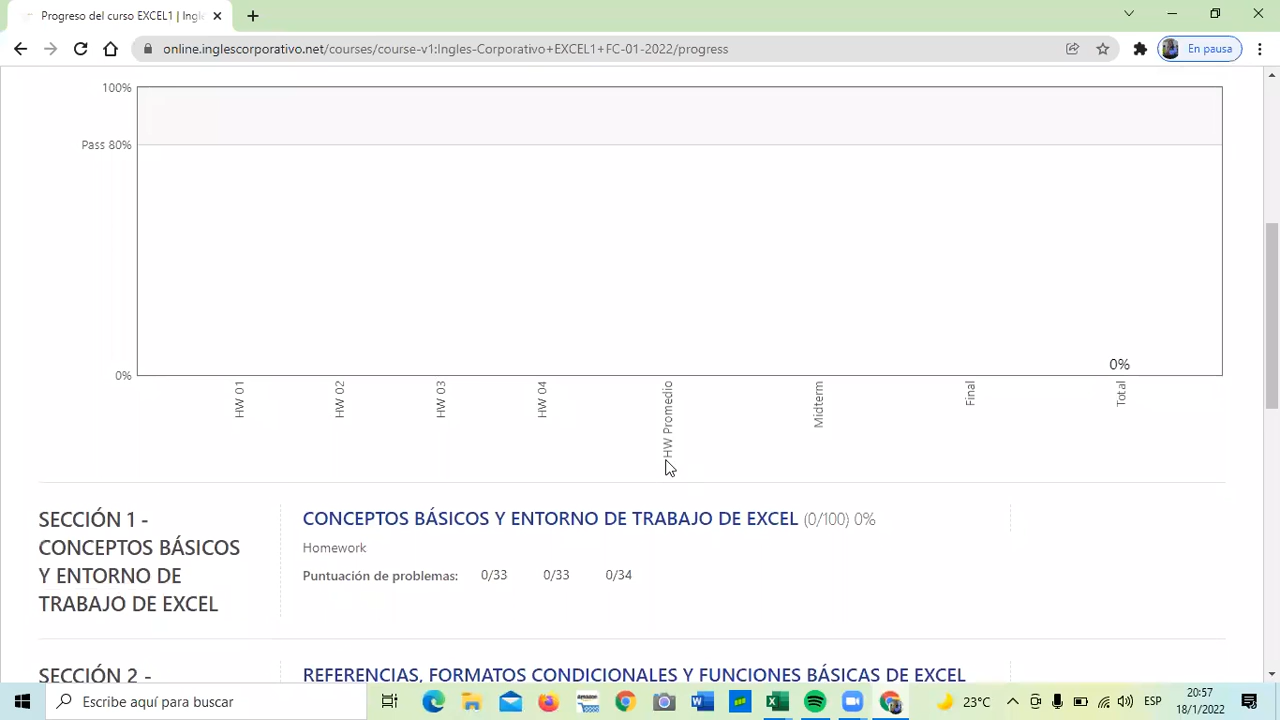 Progreso del curso EXCEL1 | Ingl
online.inglescorporativo.net/courses/course-v1:Ingles-Corporativo+EXCEL1+FC-01-2022/progress
En pausa
100%
Pass 80%
0%
0%
HW 01
HW 02
HW 03
HW 04
HW Promedio
Midterm
Final
Total
SECCIÓN 1 -
CONCEPTOS BÁSICOS
Y ENTORNO DE
TRABAJO DE EXCEL
CONCEPTOS BÁSICOS Y ENTORNO DE TRABAJO DE EXCEL (0/100) 0%
Homework
Puntuación de problemas: 0/33 0/33 0/34
SECCIÓN 2 -
REFERENCIAS, FORMATOS CONDICIONALES Y FUNCIONES BÁSICAS DE EXCEL
Escribe aquí para buscar
amazon
23°C
ESP
20:57
18/1/2022